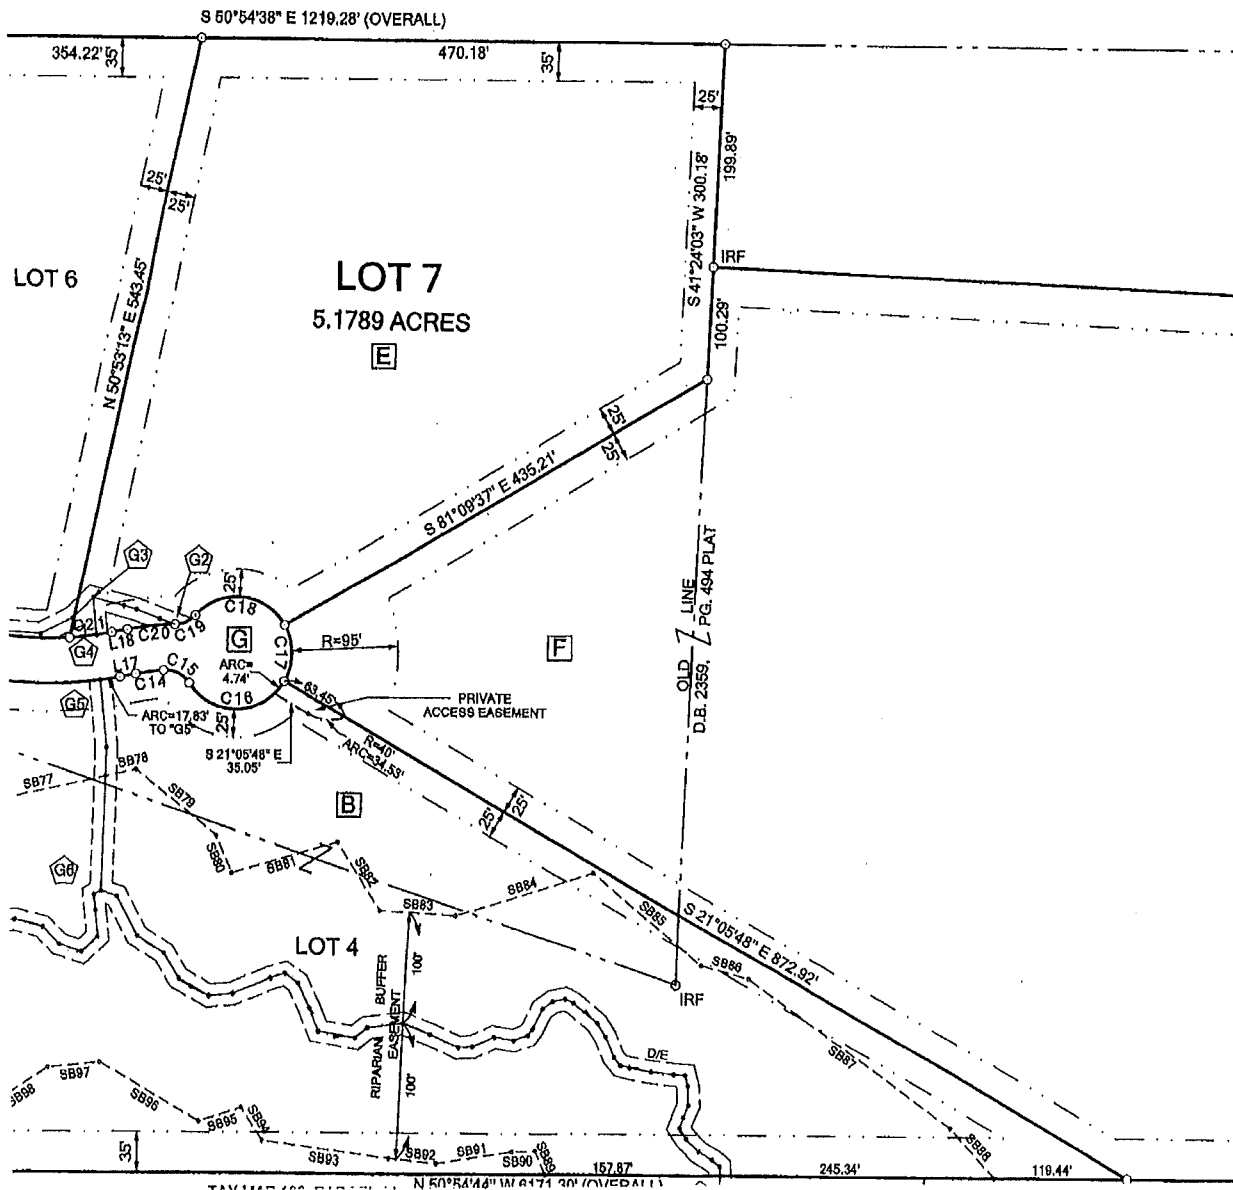 S 50°54'38" E 1219.28' (OVERALL)
354.22'
35'
470.18'
35'
25'
199.89'
S 41°24'03" W 300.18'
25'
25'
LOT 6
N 50°53'13" E 543.45'
LOT 7
5.1789 ACRES
E
IRF
100.29'
25'
25'
S 81°09'37" E 435.21'
G3
G2
25'
C18
L18
C20
C19
G4
G
R=95'
C17
F
OLD LINE
D.B. 2359, PG. 494 PLAT
L17
C14
C15
ARC=
4.74'
C16
G5
ARC=17.83'
TO "G5"
25'
63.45'
PRIVATE
ACCESS EASEMENT
S 21°05'48" E
35.05'
R=40'
ARC=34.53'
SB77
SB78
SB79
B
25'
25'
SB80
SB81
SB82
G6
SB83
SB84
SB85
S 21°05'48" E 872.92'
LOT 4
SB86
IRF
100'
RIPARIAN BUFFER
EASEMENT
100'
D/E
SB87
SB98
SB97
SB96
SB95
SB94
SB93
SB92
SB91
SB90
SB89
SB88
35'
157.87'
245.34'
119.44'
N 50°54'44" W 6171.30' (OVERALL)